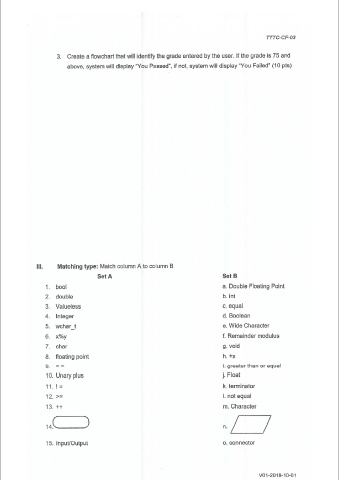 TTTC-CF-03
3. Create a flowchart that will identify the grade entered by the user. If the grade is 75 and
above, system will display "You Passed", if not, system will display "You Failed" (10 pts)
III. Matching type: Match column A to column B
Set A Set B
1. bool a. Double Floating Point
2. double b. int
3. Valueless c. equal
4. Integer d. Boolean
5. wchar_t e. Wide Character
6. x%y f. Remainder modulus
7. char g. void
8. floating point h. +x
9. = = i. greater than or equal
10. Unary plus j. Float
11. ! = k. terminator
12. >= l. not equal
13. ++ m. Character
14. n.
15. Input/Output o. connector
V01-2018-10-01